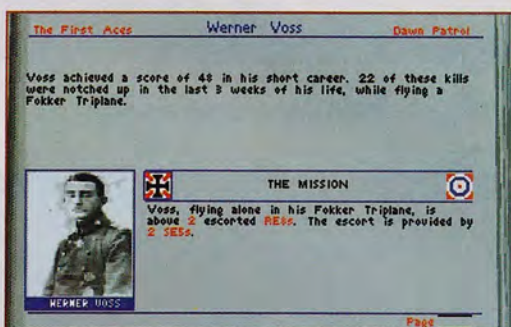 The First Aces
Werner Voss
Dawn Patrol
Voss achieved a score of 48 in his short career. 22 of these kills
were notched up in the last 3 weeks of his life, while flying a
Fokker Triplane.
THE MISSION
Voss, flying alone in his Fokker Triplane, is
above 2 escorted RE8s. The escort is provided by
2 SE5s.
WERNER VOSS
Page